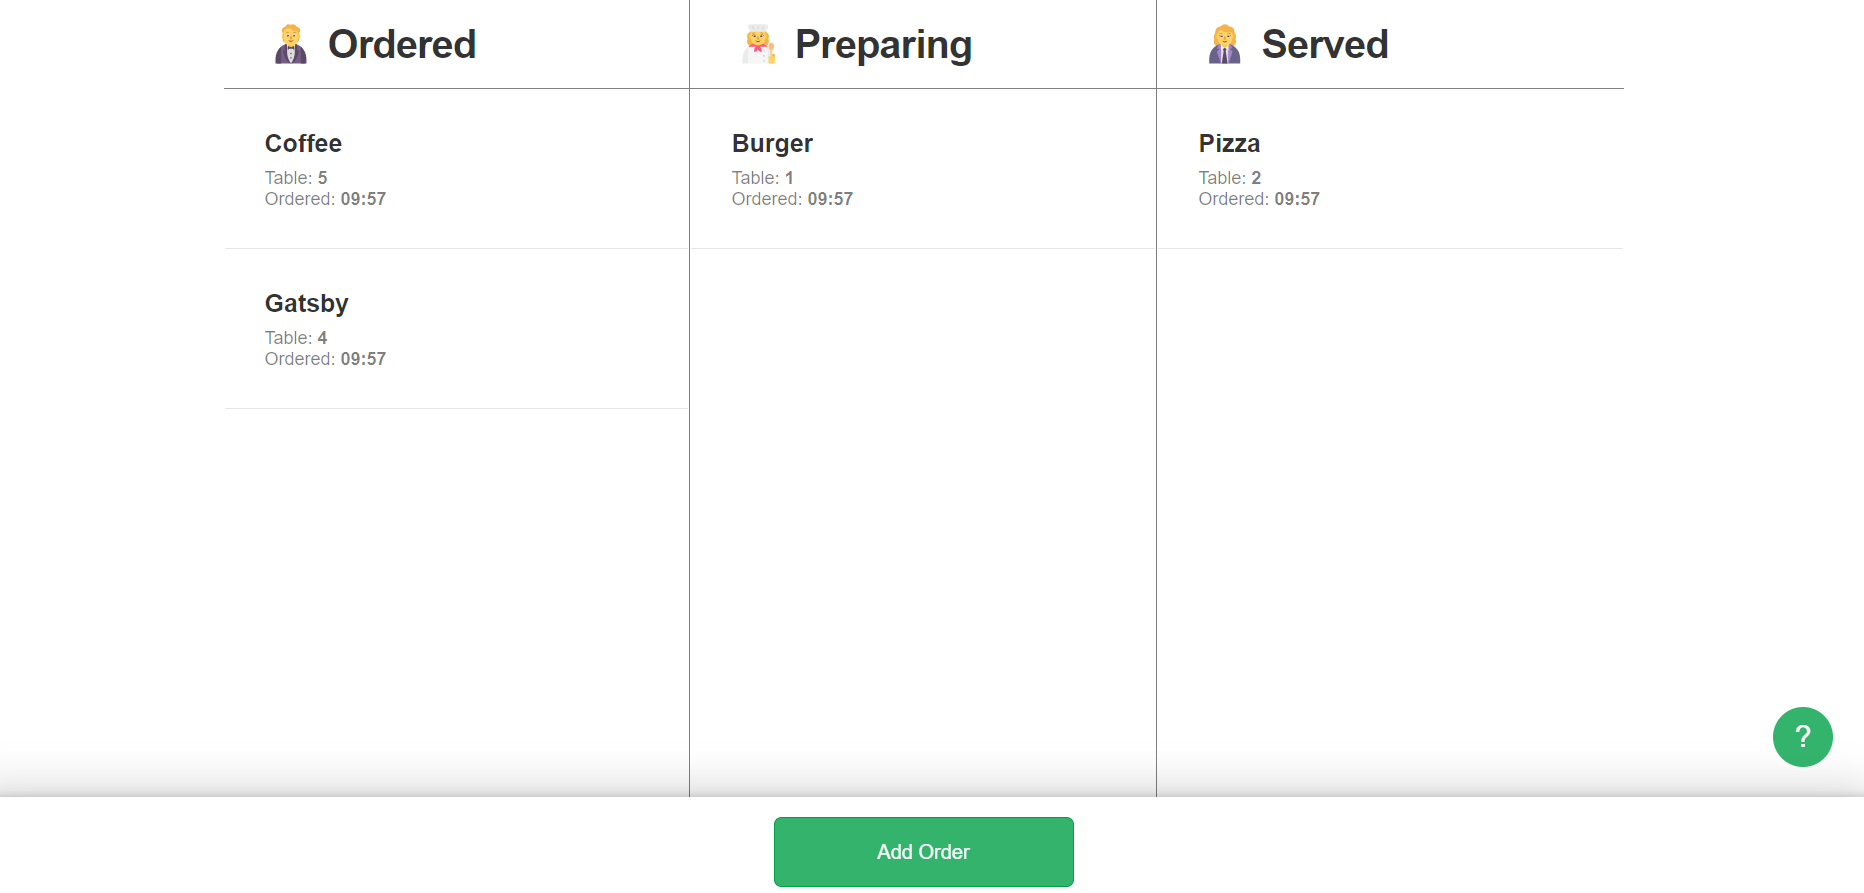 Ordered
Coffee
Table: 5
Ordered: 09:57
Gatsby
Table: 4
Ordered: 09:57
Preparing
Burger
Table: 1
Ordered: 09:57
Served
Pizza
Table: 2
Ordered: 09:57
?
Add Order